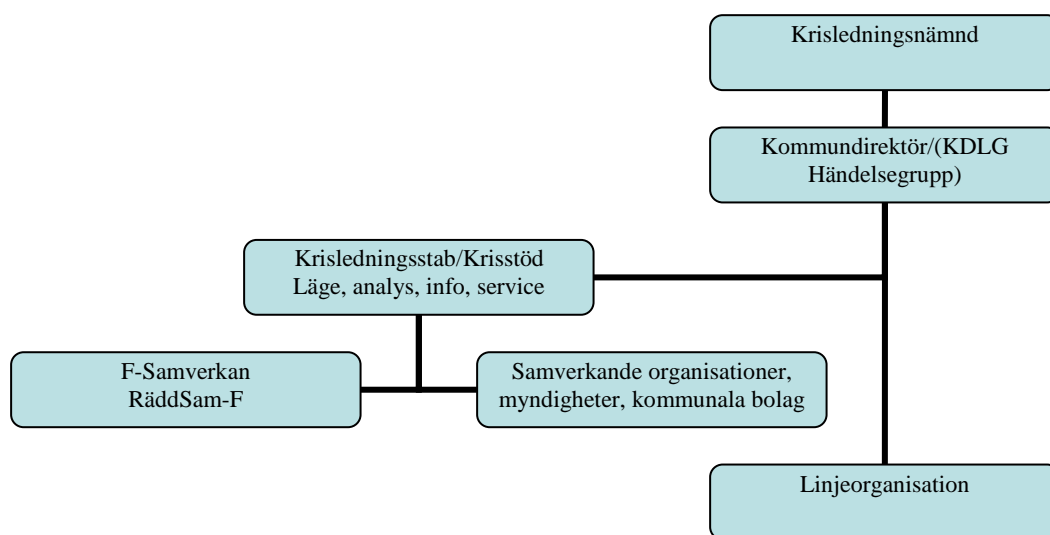 Krisledningsnämnd
Kommundirektör/(KDLG
Händelsegrupp)
Krisledningsstab/Krisstöd
Läge, analys, info, service
F-Samverkan
RäddSam-F
Samverkande organisationer,
myndigheter, kommunala bolag
Linjeorganisation